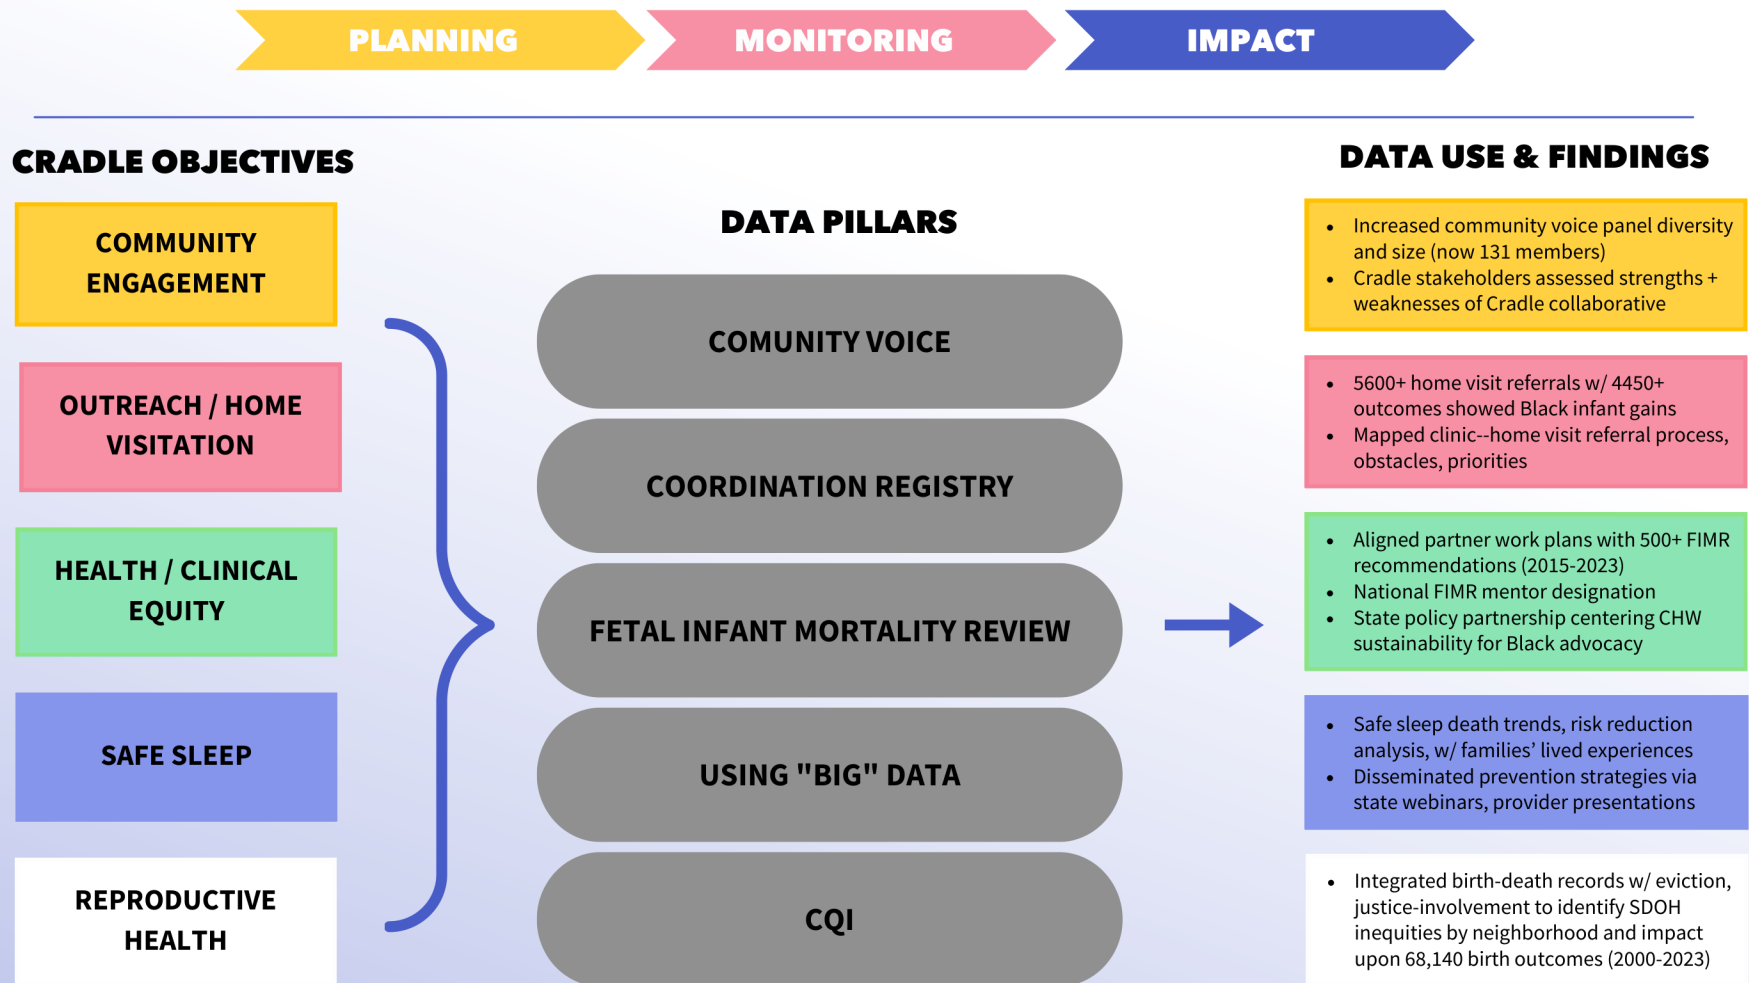 PLANNING
MONITORING
IMPACT
CRADLE OBJECTIVES
COMMUNITY
ENGAGEMENT
OUTREACH / HOME
VISITATION
HEALTH / CLINICAL
EQUITY
SAFE SLEEP
REPRODUCTIVE
HEALTH
DATA PILLARS
COMUNITY VOICE
COORDINATION REGISTRY
FETAL INFANT MORTALITY REVIEW
USING "BIG" DATA
CQI
DATA USE & FINDINGS
• Increased community voice panel diversity
and size (now 131 members)
• Cradle stakeholders assessed strengths +
weaknesses of Cradle collaborative
• 5600+ home visit referrals w/ 4450+
outcomes showed Black infant gains
• Mapped clinic--home visit referral process,
obstacles, priorities
• Aligned partner work plans with 500+ FIMR
recommendations (2015-2023)
• National FIMR mentor designation
• State policy partnership centering CHW
sustainability for Black advocacy
• Safe sleep death trends, risk reduction
analysis, w/ families’ lived experiences
• Disseminated prevention strategies via
state webinars, provider presentations
• Integrated birth-death records w/ eviction,
justice-involvement to identify SDOH
inequities by neighborhood and impact
upon 68,140 birth outcomes (2000-2023)